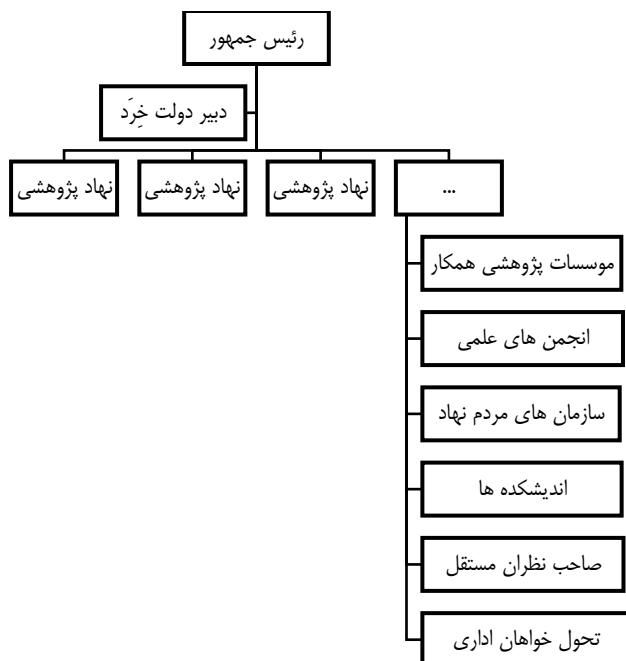 رئیس جمهور
دبیر دولت خِرَد
...
نهاد پژوهشی
نهاد پژوهشی
نهاد پژوهشی
موسسات پژوهشی همکار
انجمن های علمی
سازمان های مردم نهاد
اندیشکده ها
صاحب نظران مستقل
تحول خواهان اداری